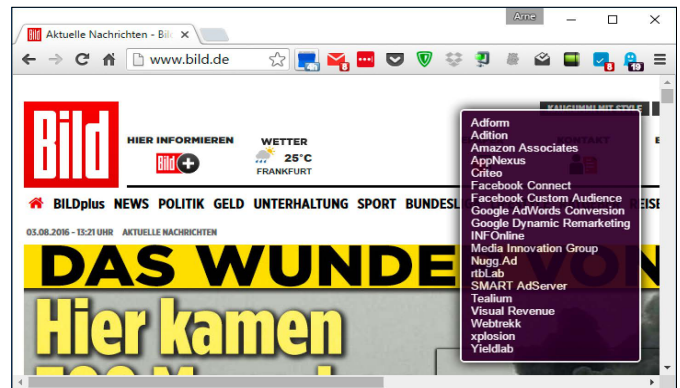 Arne
Aktuelle Nachrichten - Bil
www.bild.de
8
8
19
KAUGUMMI MIT STYLE
Bild
HIER INFORMIEREN
Bild +
WETTER
25°C
FRANKFURT
KONTAKT
Adform
Adition
Amazon Associates
AppNexus
Criteo
Facebook Connect
Facebook Custom Audience
Google AdWords Conversion
Google Dynamic Remarketing
INFOnline
Media Innovation Group
Nugg.Ad
rtbLab
SMART AdServer
Tealium
Visual Revenue
Webtrekk
xplosion
Yieldlab
BILDplus NEWS POLITIK GELD UNTERHALTUNG SPORT BUNDESL REISE
03.08.2016 - 13:21 UHR AKTUELLE NACHRICHTEN
DAS WUNDE VON
Hier kamen